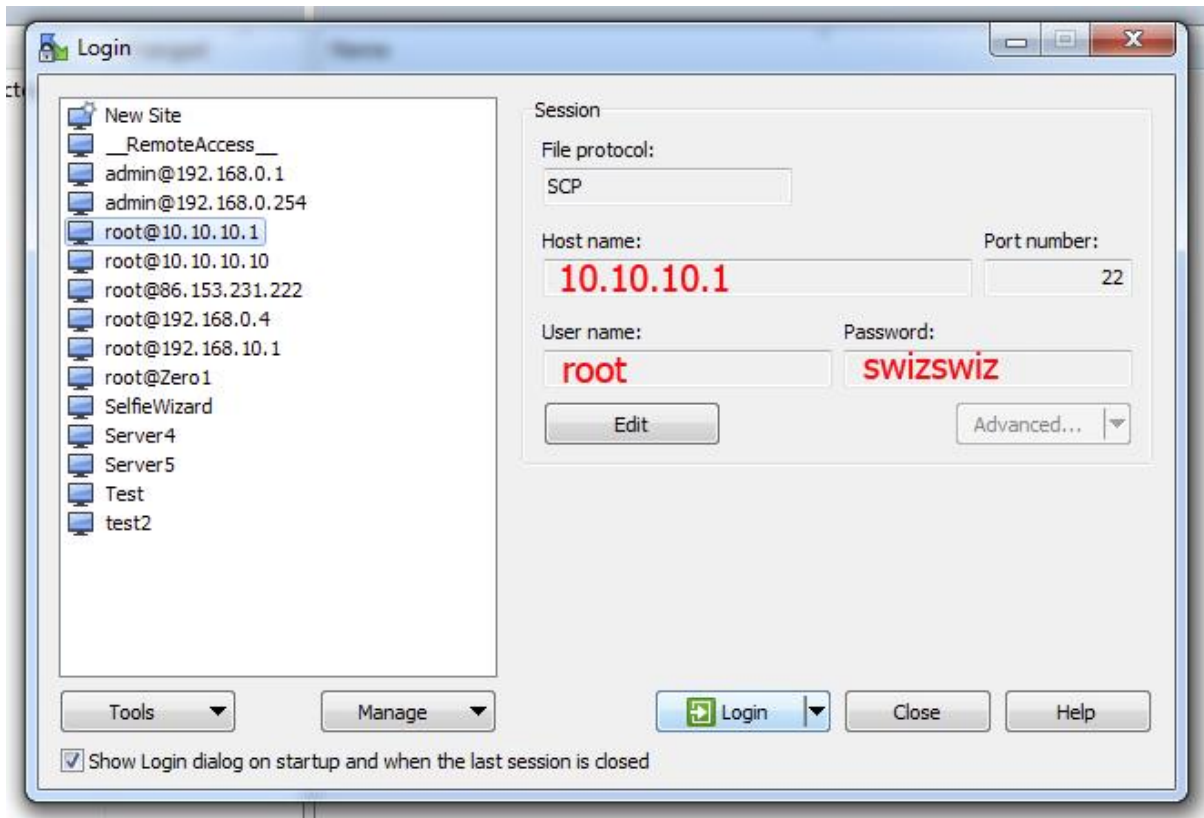 Login
New Site
__RemoteAccess__
admin@192.168.0.1
admin@192.168.0.254
root@10.10.10.1
root@10.10.10.10
root@86.153.231.222
root@192.168.0.4
root@192.168.10.1
root@Zero1
SelfieWizard
Server4
Server5
Test
test2
Session
File protocol:
SCP
Host name: Port number:
10.10.10.1 22
User name: Password:
root swizswiz
Edit Advanced...
Tools Manage Login Close Help
Show Login dialog on startup and when the last session is closed